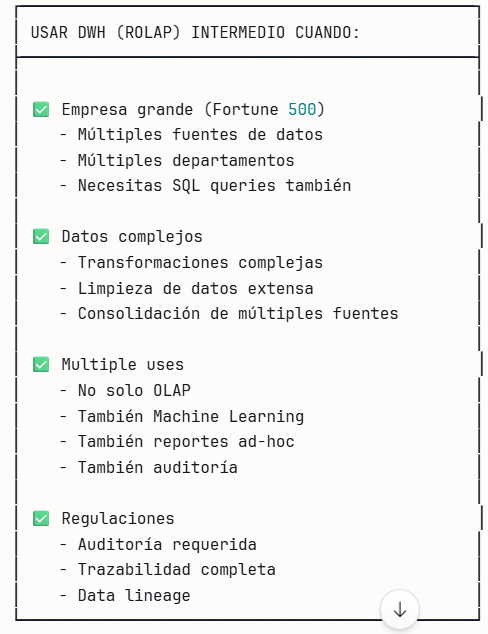 USAR DWH (ROLAP) INTERMEDIO CUANDO:
✅ Empresa grande (Fortune 500)
- Múltiples fuentes de datos
- Múltiples departamentos
- Necesitas SQL queries también
✅ Datos complejos
- Transformaciones complejas
- Limpieza de datos extensa
- Consolidación de múltiples fuentes
✅ Multiple uses
- No solo OLAP
- También Machine Learning
- También reportes ad-hoc
- También auditoría
✅ Regulaciones
- Auditoría requerida
- Trazabilidad completa
- Data lineage